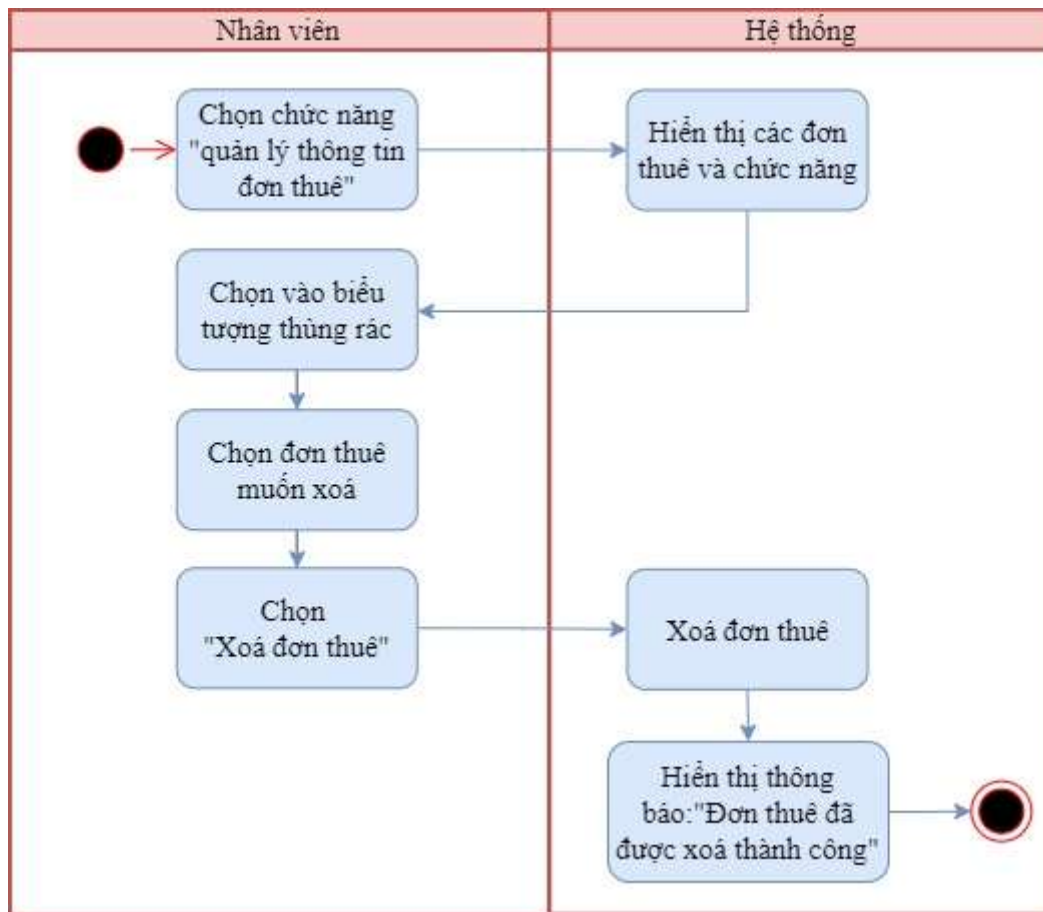 Nhân viên
Hệ thống
Chọn chức năng
"quản lý thông tin
đơn thuê"
Hiển thị các đơn
thuê và chức năng
Chọn vào biểu
tượng thùng rác
Chọn đơn thuê
muốn xoá
Chọn
"Xoá đơn thuê"
Xoá đơn thuê
Hiển thị thông
báo:"Đơn thuê đã
được xoá thành công"